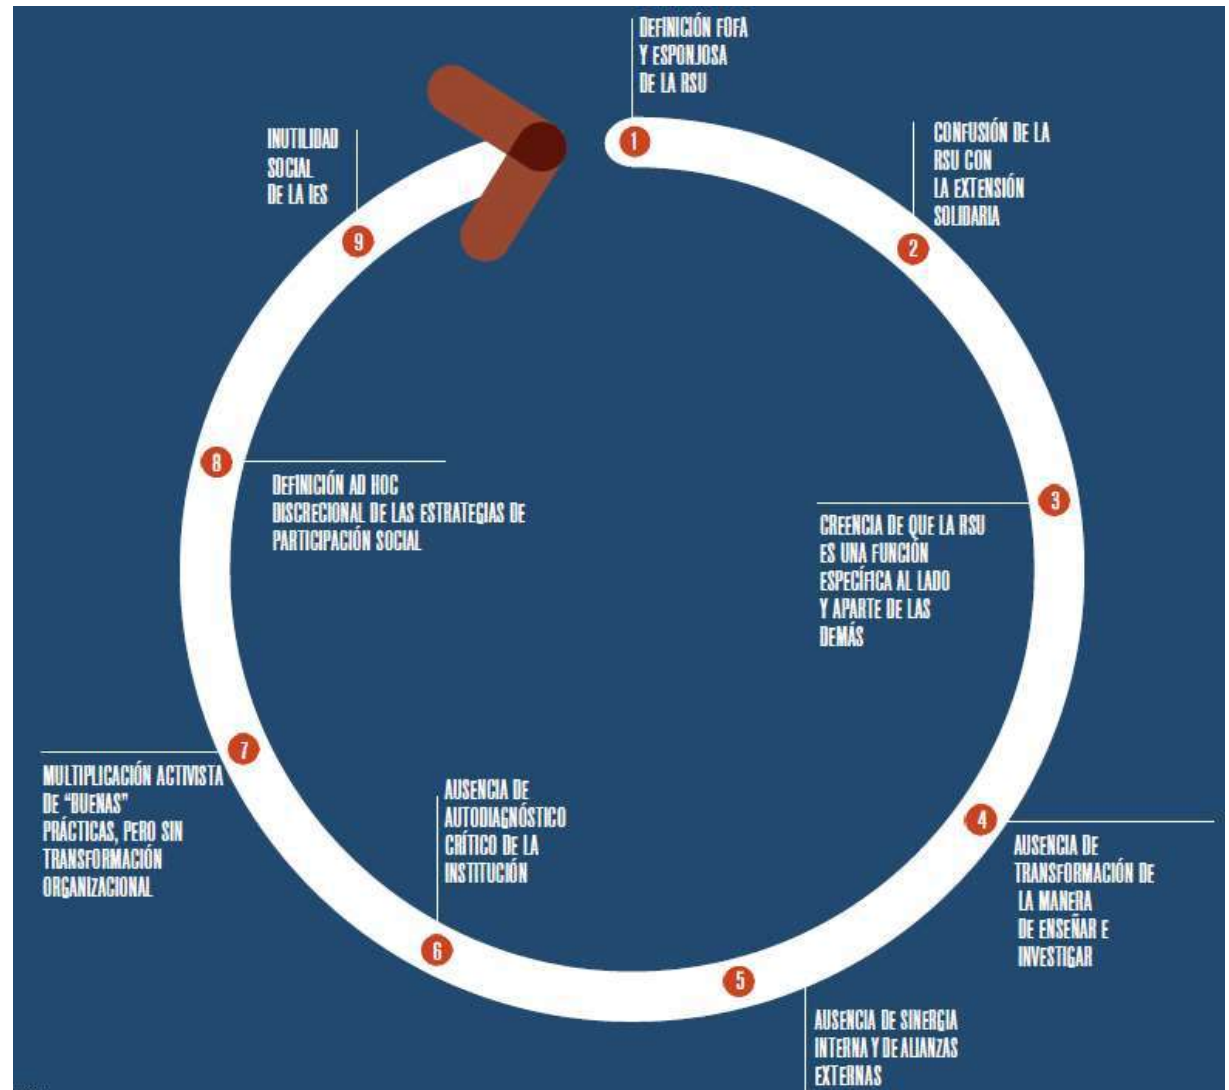 DEFINICIÓN FOFA
Y ESPONJOSA
DE LA RSU
1
CONFUSIÓN DE LA
RSU CON
LA EXTENSIÓN
SOLIDARIA
2
3
CREENCIA DE QUE LA RSU
ES UNA FUNCIÓN
ESPECÍFICA AL LADO
Y APARTE DE LAS
DEMÁS
4
AUSENCIA DE
TRANSFORMACIÓN DE
LA MANERA
DE ENSEÑAR E
INVESTIGAR
5
AUSENCIA DE SINERGIA
INTERNA Y DE ALIANZAS
EXTERNAS
AUSENCIA DE
AUTODIAGNÓSTICO
CRÍTICO DE LA
INSTITUCIÓN
6
7
MULTIPLICACIÓN ACTIVISTA
DE “BUENAS”
PRÁCTICAS, PERO SIN
TRANSFORMACIÓN
ORGANIZACIONAL
8
DEFINICIÓN AD HOC
DISCRECIONAL DE LAS ESTRATEGIAS DE
PARTICIPACIÓN SOCIAL
INUTILIDAD
SOCIAL
DE LA IES
9